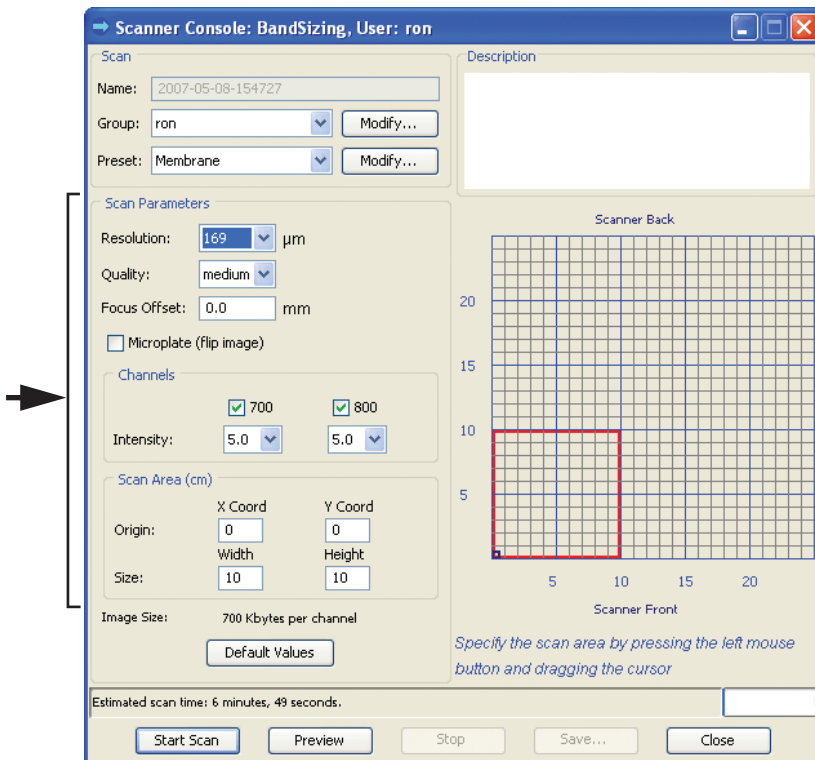 Scanner Console: BandSizing, User: ron
Scan
Name: 2007-05-08-154727
Group: ron Modify...
Preset: Membrane Modify...
Description
Scan Parameters
Resolution: 169 µm
Quality: medium
Focus Offset: 0.0 mm
Microplate (flip image)
Channels
700 800
Intensity: 5.0 5.0
Scan Area (cm)
X Coord Y Coord
Origin: 0 0
Width Height
Size: 10 10
Image Size: 700 Kbytes per channel
Default Values
Scanner Back
20
15
10
5
5 10 15 20
Scanner Front
Specify the scan area by pressing the left mouse
button and dragging the cursor
Estimated scan time: 6 minutes, 49 seconds.
Start Scan Preview Stop Save... Close